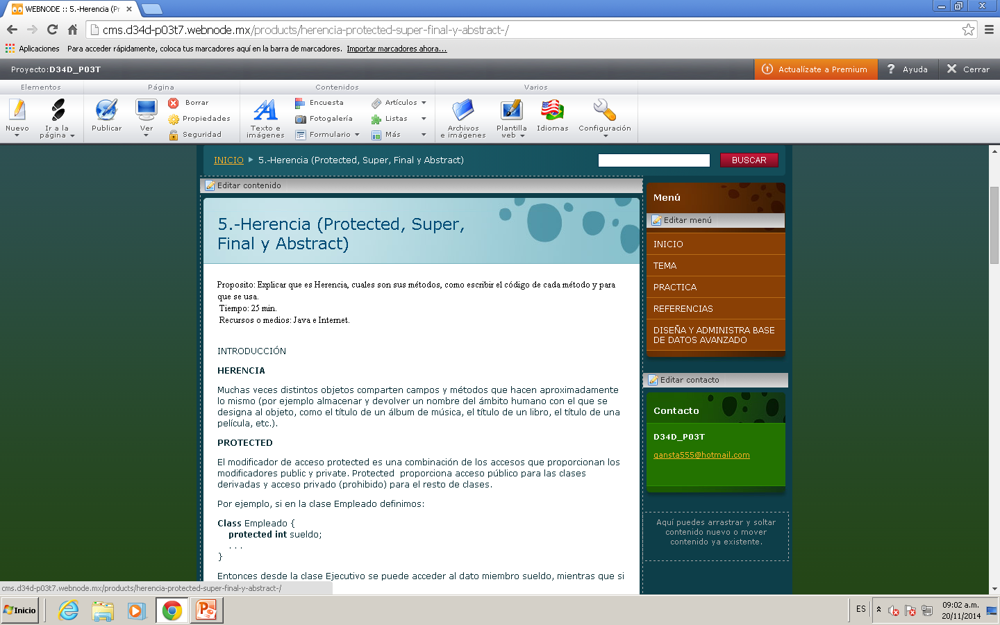 WEBNODE :: 5.-Herencia (Pr
cms.d34d-p03t7.webnode.mx/products/herencia-protected-super-final-y-abstract-/
Aplicaciones Para acceder rápidamente, coloca tus marcadores aquí en la barra de marcadores. Importar marcadores ahora...
Proyecto:D34D_P03T
Actualízate a Premium
? Ayuda
Cerrar
Elementos
Página
Contenidos
Varios
Nuevo
Ir a la
página
Publicar
Ver
Borrar
Propiedades
Seguridad
Texto e
imágenes
Encuesta
Fotogalería
Formulario
Artículos
Listas
Más
Archivos
e imágenes
Plantilla
web
Idiomas
Configuración
INICIO
5.-Herencia (Protected, Super, Final y Abstract)
BUSCAR
Editar contenido
5.-Herencia (Protected, Super,
Final y Abstract)
Proposito: Explicar que es Herencia, cuales son sus métodos, como escribir el código de cada método y para
que se usa.
Tiempo: 25 min.
Recursos o medios: Java e Internet.
INTRODUCCIÓN
HERENCIA
Muchas veces distintos objetos comparten campos y métodos que hacen aproximadamente
lo mismo (por ejemplo almacenar y devolver un nombre del ámbito humano con el que se
designa al objeto, como el título de un álbum de música, el título de un libro, el título de una
película, etc.).
PROTECTED
El modificador de acceso protected es una combinación de los accesos que proporcionan los
modificadores public y private. Protected  proporciona acceso público para las clases
derivadas y acceso privado (prohibido) para el resto de clases.
Por ejemplo, si en la clase Empleado definimos:
Class Empleado {
protected int sueldo;
. . .
}
Entonces desde la clase Ejecutivo se puede acceder al dato miembro sueldo, mientras que si
Menú
Editar menú
INICIO
TEMA
PRACTICA
REFERENCIAS
DISEÑA Y ADMINISTRA BASE
DE DATOS AVANZADO
Editar contacto
Contacto
D34D_P03T
gansta555@hotmail.com
Aquí puedes arrastrar y soltar
contenido nuevo o mover
contenido ya existente.
cms.d34d-p03t7.webnode.mx/products/herencia-protected-super-final-y-abstract-/
Inicio
ES
09:02 a.m.
20/11/2014